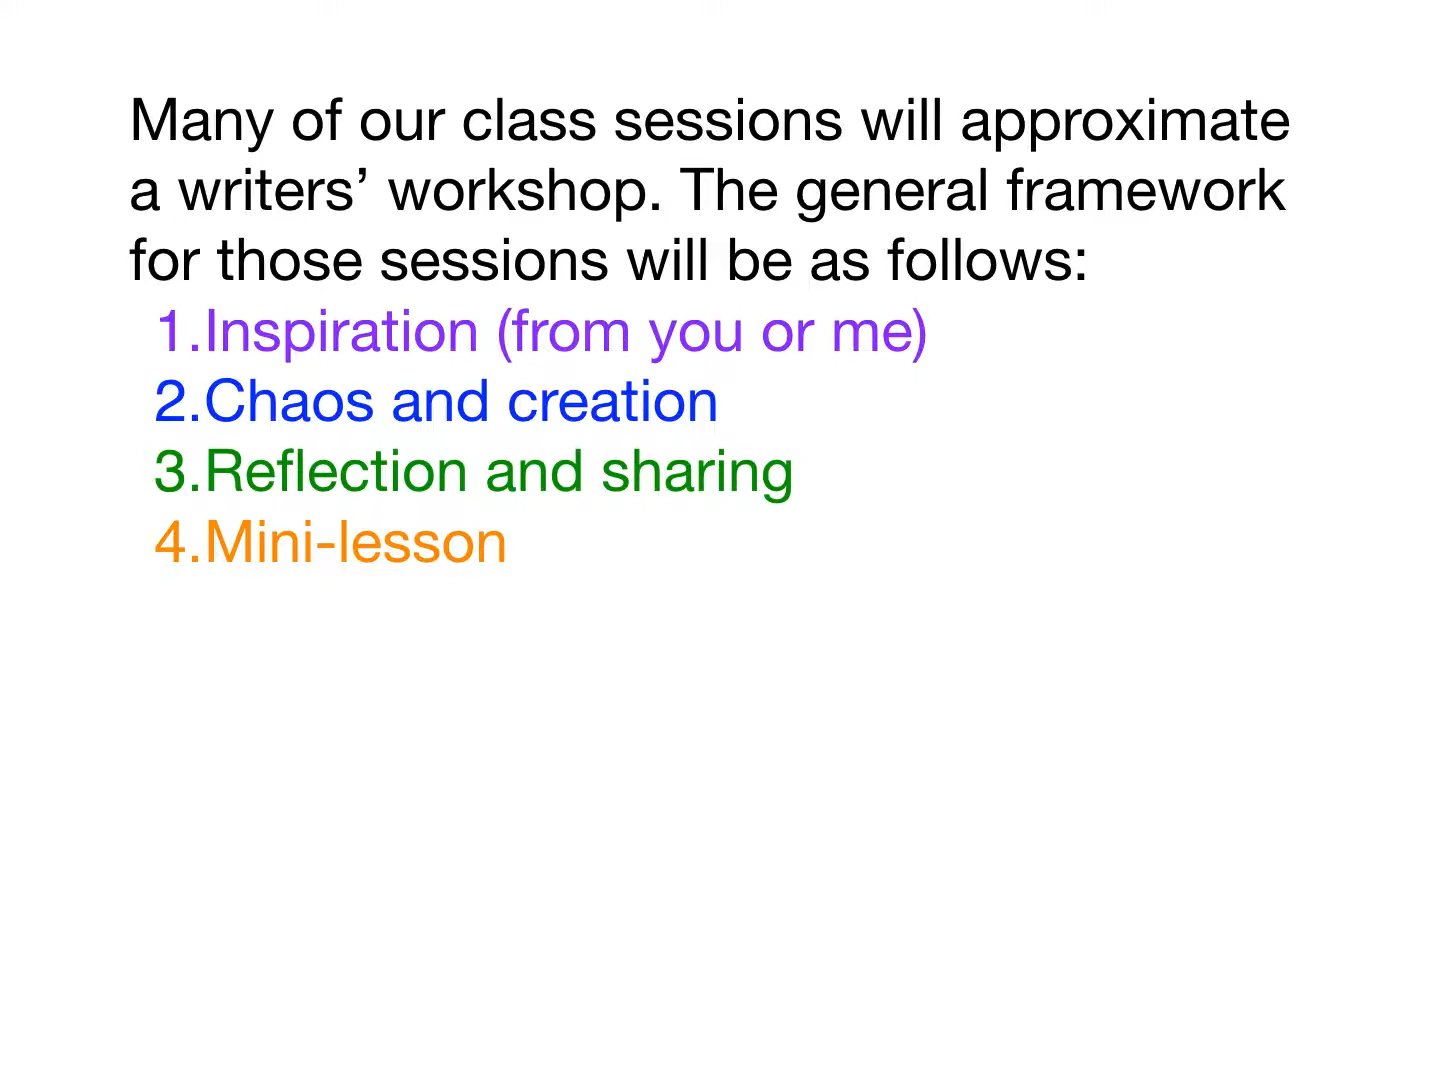 Many of our class sessions will approximate
a writers’ workshop. The general framework
for those sessions will be as follows:
1.Inspiration (from you or me)
2.Chaos and creation
3.Reflection and sharing
4.Mini-lesson